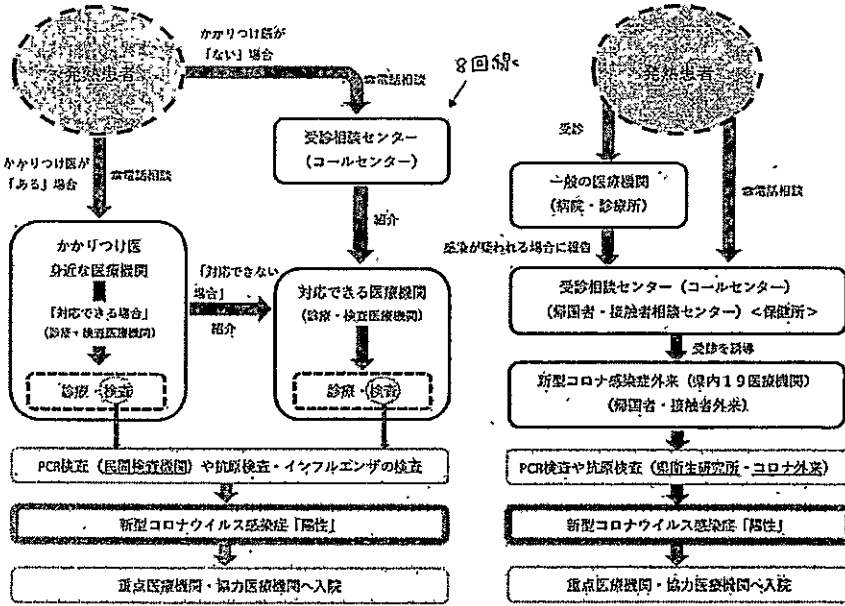 発熱患者
かかりつけ医が
「ない」場合
☎電話相談
8回線
受診相談センター
(コールセンター)
かかりつけ医が
「ある」場合
☎電話相談
紹介
かかりつけ医
身近な医療機関
「対応できる場合」
(診療・検査医療機関)
診療・検査
「対応できない
場合」
紹介
対応できる医療機関
(診療・検査医療機関)
診療・検査
PCR検査(民間検査機関)や抗原検査・インフルエンザの検査
新型コロナウイルス感染症「陽性」
重点医療機関・協力医療機関へ入院
発熱患者
受診
一般の医療機関
(病院・診療所)
☎電話相談
感染が疑われる場合に報告
受診相談センター(コールセンター)
(帰国者・接触者相談センター)<保健所>
受診を誘導
新型コロナ感染症外来(県内19医療機関)
(帰国者・接触者外来)
PCR検査や抗原検査(県衛生研究所・コロナ外来)
新型コロナウイルス感染症「陽性」
重点医療機関・協力医療機関へ入院